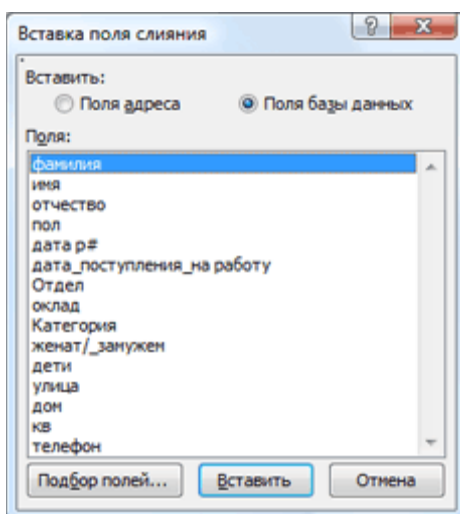 Вставка поля слияния
Вставить:
Поля адреса Поля базы данных
Поля:
фамилия
имя
отчество
пол
дата р#
дата_поступления_на работу
Отдел
оклад
Категория
женат/_замужем
дети
улица
дом
кв
телефон
Подбор полей... Вставить Отмена